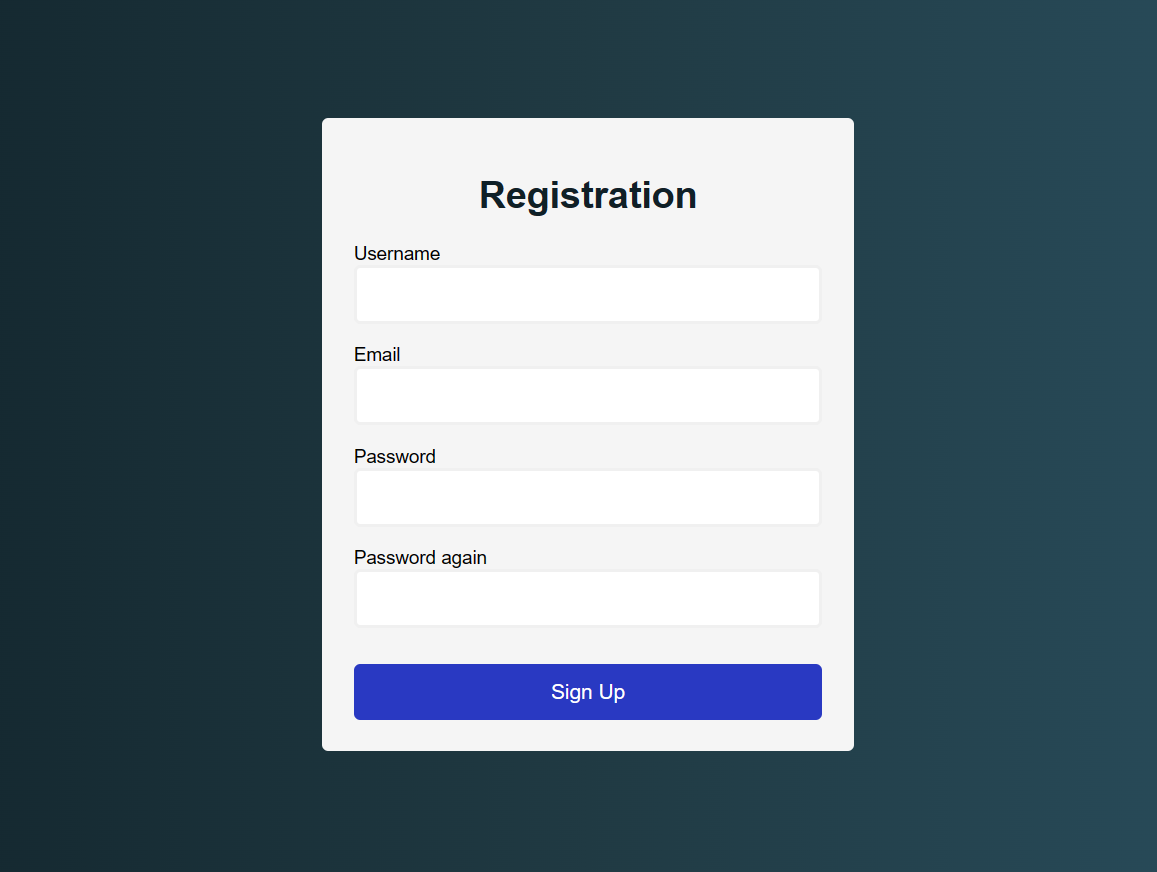 Registration
Username
Email
Password
Password again
Sign Up